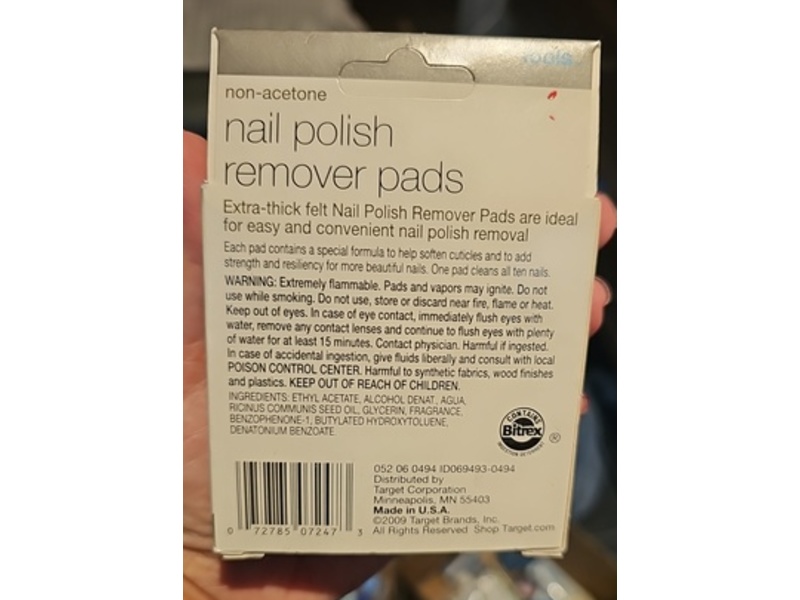 tools
non-acetone
nail polish
remover pads
Extra-thick felt Nail Polish Remover Pads are ideal
for easy and convenient nail polish removal
Each pad contains a special formula to help soften cuticles and to add
strength and resiliency for more beautiful nails. One pad cleans all ten nails.
WARNING: Extremely flammable. Pads and vapors may ignite. Do not
use while smoking. Do not use, store or discard near fire, flame or heat.
Keep out of eyes. In case of eye contact, immediately flush eyes with
water, remove any contact lenses and continue to flush eyes with plenty
of water for at least 15 minutes. Contact physician. Harmful if ingested.
In case of accidental ingestion, give fluids liberally and consult with local
POISON CONTROL CENTER. Harmful to synthetic fabrics, wood finishes
and plastics. KEEP OUT OF REACH OF CHILDREN.
INGREDIENTS: ETHYL ACETATE, ALCOHOL DENAT, AGUA,
RICINUS COMMUNIS SEED OIL, GLYCERIN, FRAGRANCE,
BENZOPHENONE-1, BUTYLATED HYDROXYTOLUENE,
DENATONIUM BENZOATE
CONTAINS
Bitrex ®
052 06 0494 ID069493-0494
Distributed by
Target Corporation
Minneapolis, MN 55403
Made in U.S.A.
©2009 Target Brands, Inc.
All Rights Reserved Shop Target.com
0 72785 07247 3